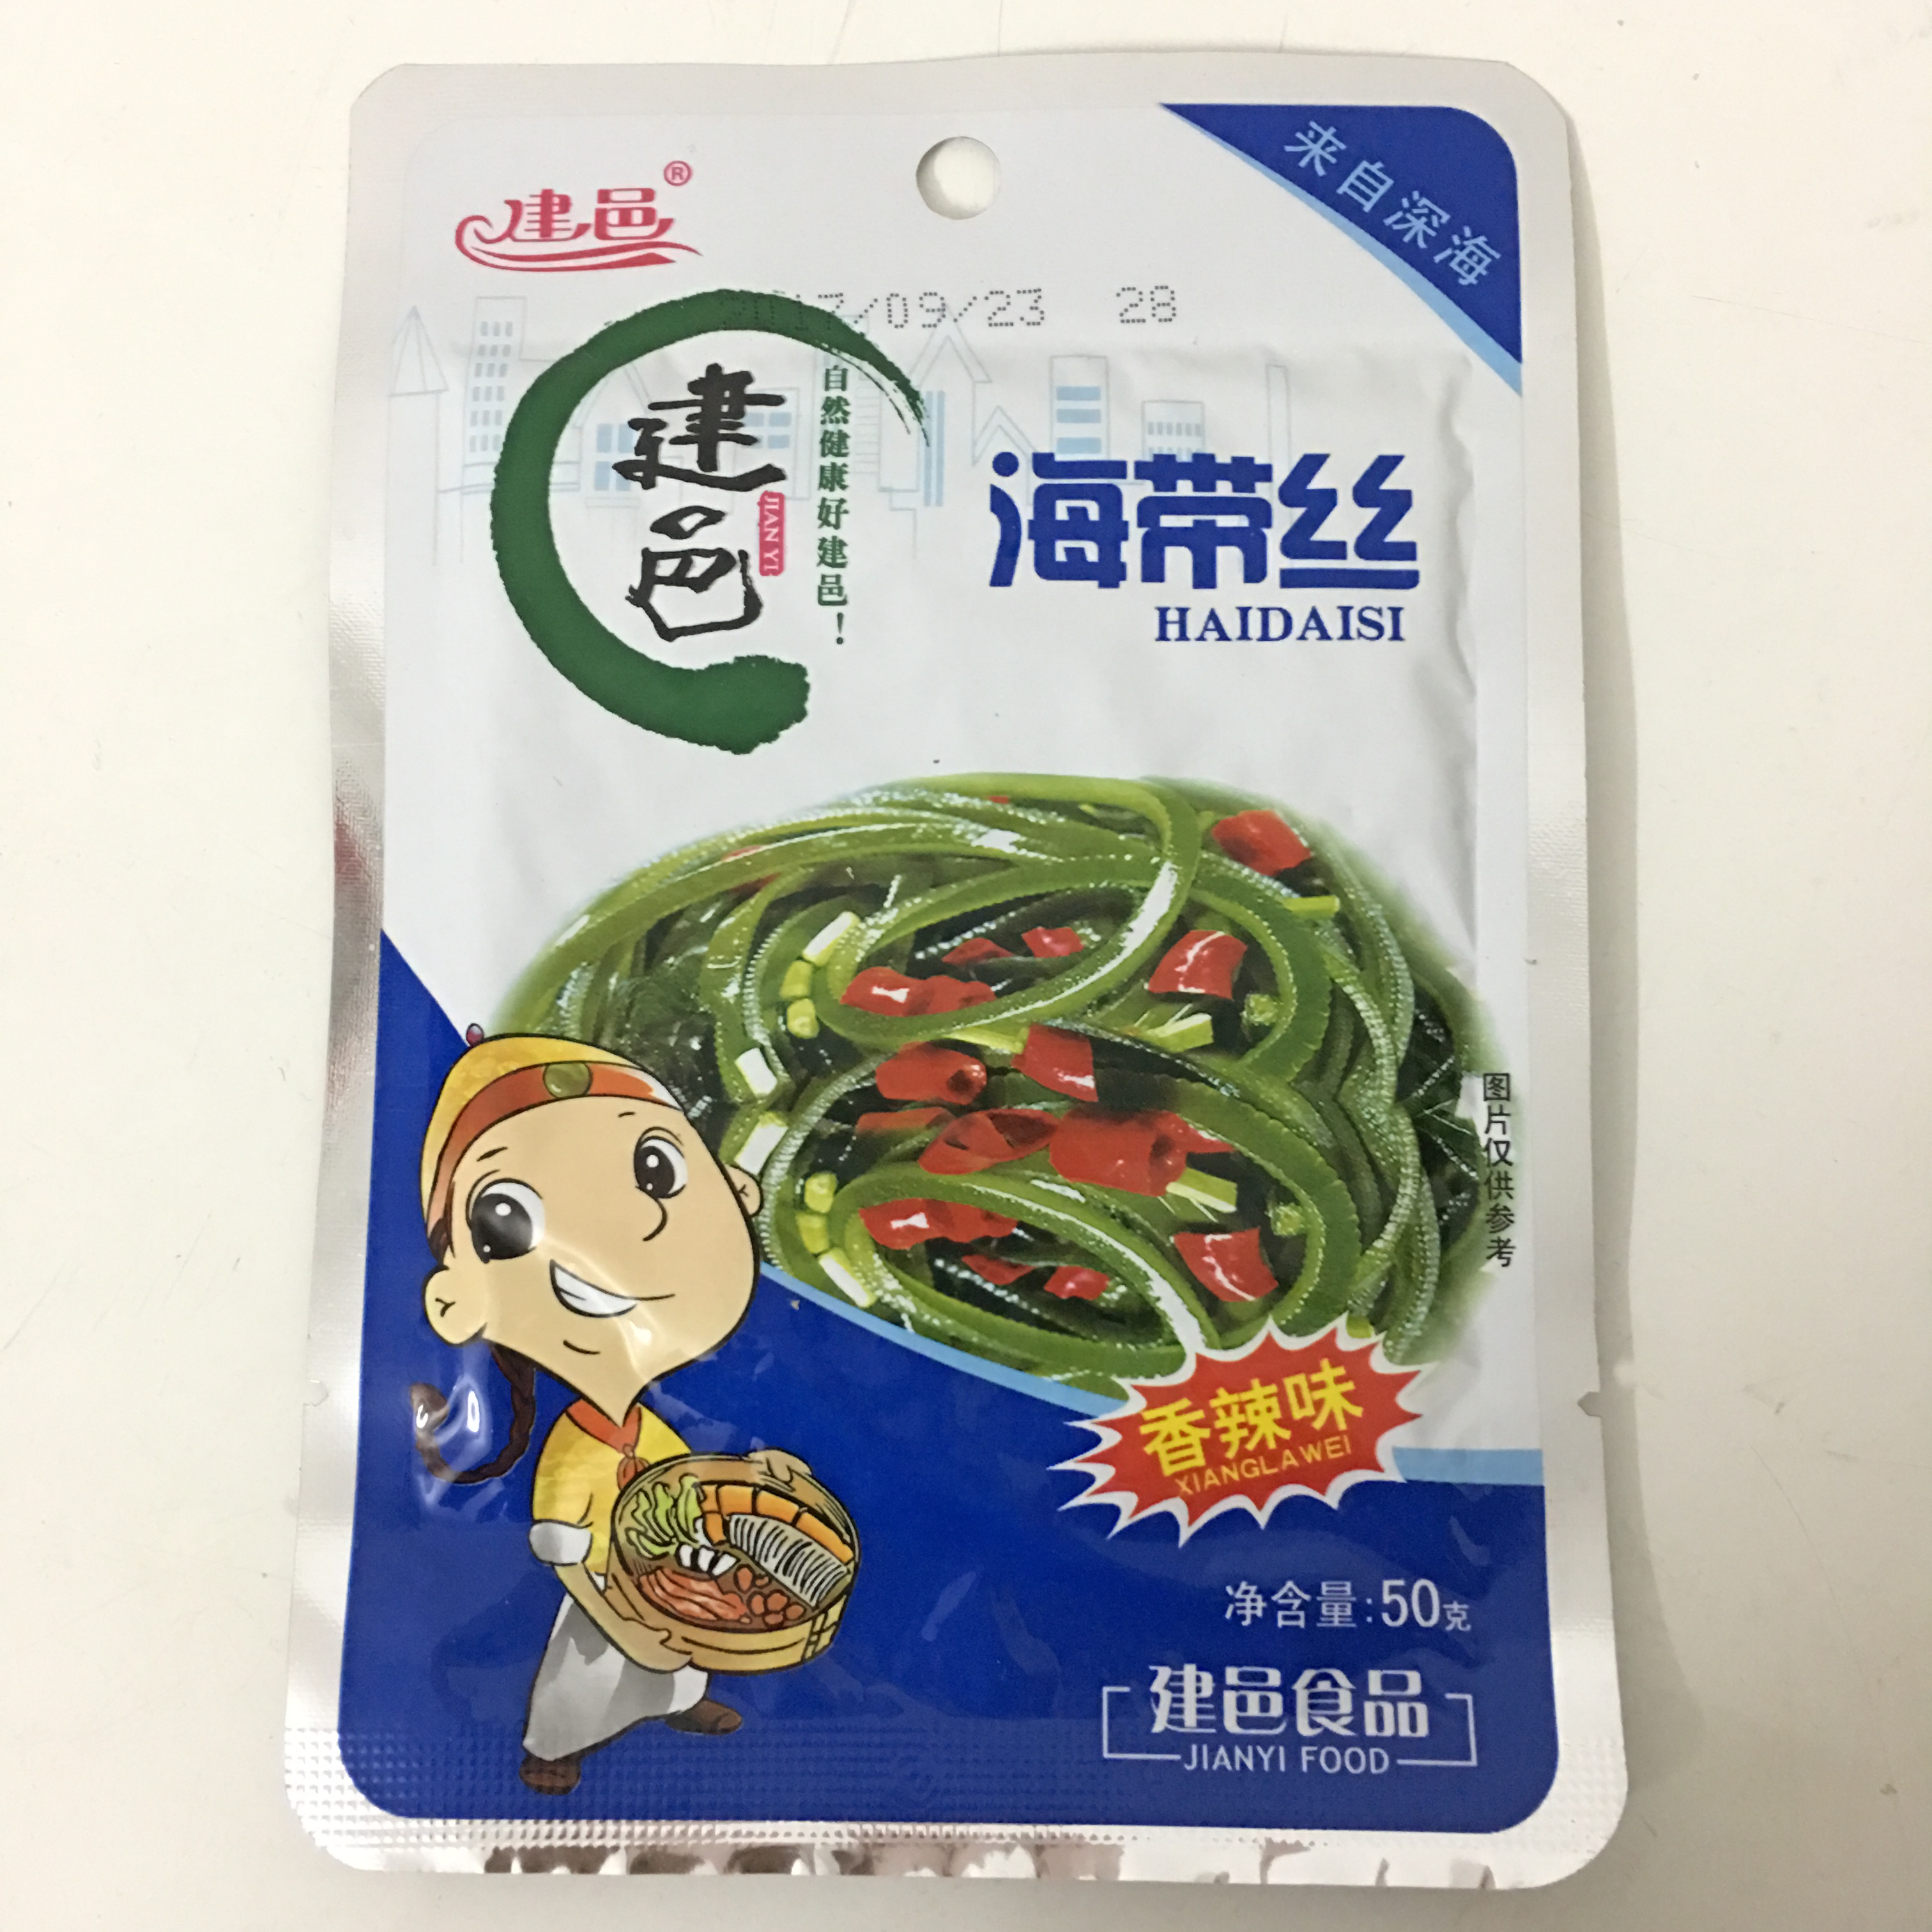 建邑®
来自深海
2017/09/23 28
建邑
JIAN YI
自然健康好建邑！
海带丝
HAIDAISI
图片仅供参考
香辣味
XIANGLAWEI
净含量:50克
建邑食品
JIANYI FOOD